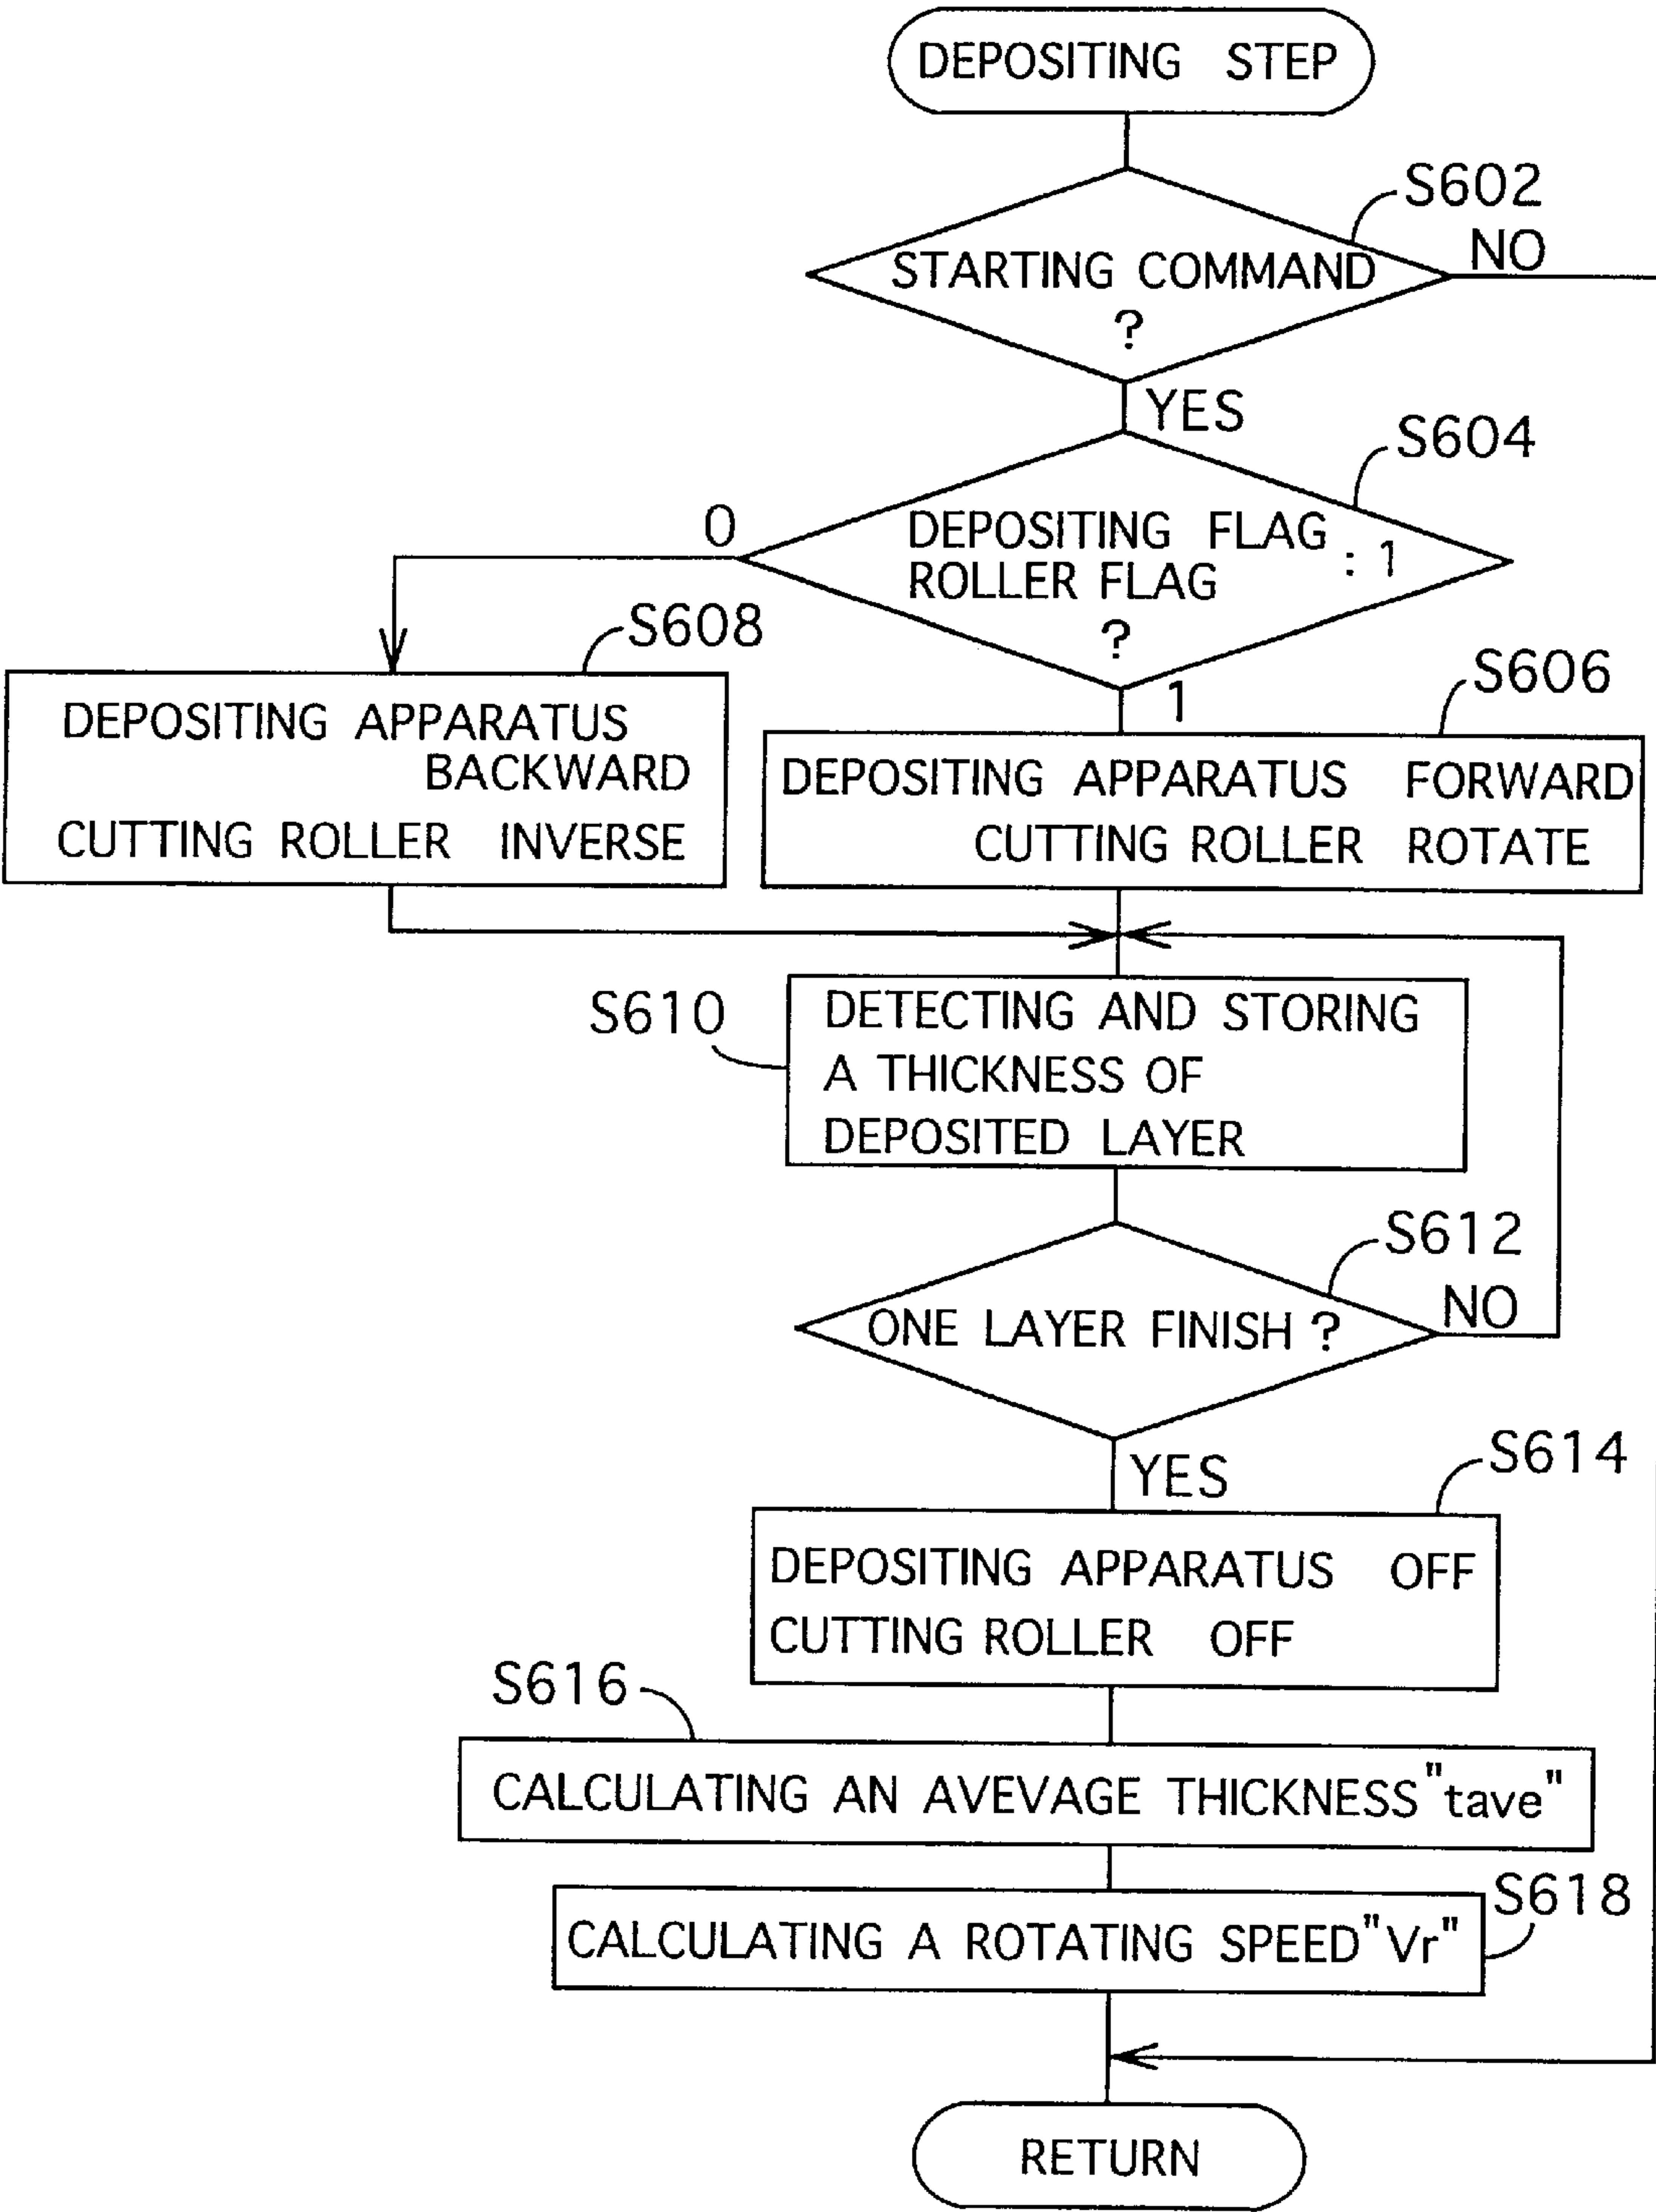 DEPOSITING STEP
S602
NO
STARTING COMMAND
?
YES
S604
0
DEPOSITING FLAG
ROLLER FLAG
: 1
?
1
S608
DEPOSITING APPARATUS
BACKWARD
CUTTING ROLLER INVERSE
S606
DEPOSITING APPARATUS FORWARD
CUTTING ROLLER ROTATE
S610
DETECTING AND STORING
A THICKNESS OF
DEPOSITED LAYER
S612
NO
ONE LAYER FINISH ?
YES
S614
DEPOSITING APPARATUS OFF
CUTTING ROLLER OFF
S616
CALCULATING AN AVEVAGE THICKNESS "tave"
S618
CALCULATING A ROTATING SPEED "Vr"
RETURN